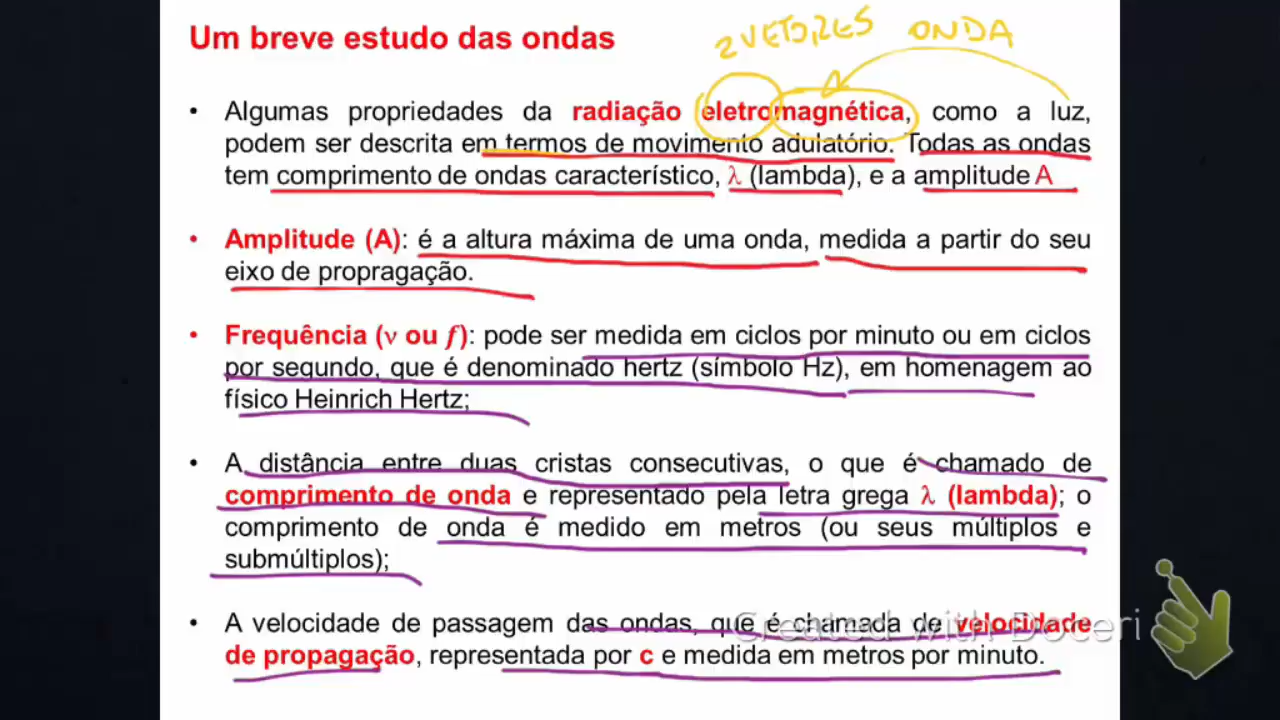 Um breve estudo das ondas
2 VETORES ONDA
• Algumas propriedades da radiação eletromagnética, como a luz,
podem ser descrita em termos de movimento adulatório. Todas as ondas
tem comprimento de ondas característico, λ (lambda), e a amplitude A
• Amplitude (A): é a altura máxima de uma onda, medida a partir do seu
eixo de propragação.
• Frequência (ν ou f): pode ser medida em ciclos por minuto ou em ciclos
por segundo, que é denominado hertz (símbolo Hz), em homenagem ao
físico Heinrich Hertz;
• A distância entre duas cristas consecutivas, o que é chamado de
comprimento de onda e representado pela letra grega λ (lambda); o
comprimento de onda é medido em metros (ou seus múltiplos e
submúltiplos);
• A velocidade de passagem das ondas, que é chamada de velocidade
de propagação, representada por c e medida em metros por minuto.
Created with Doceri